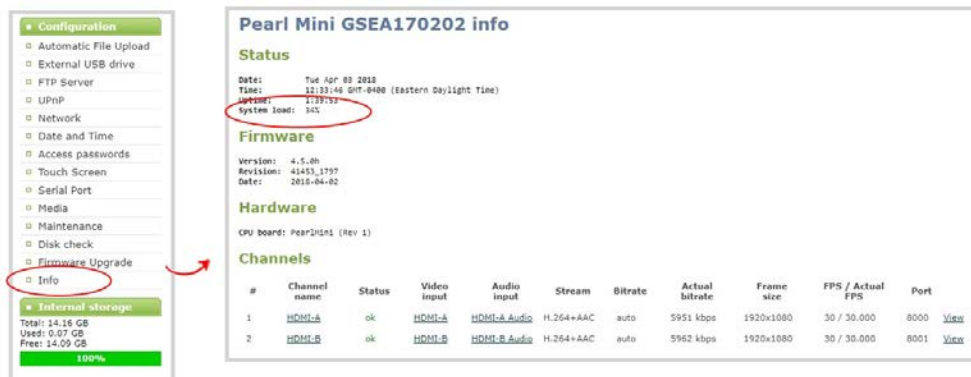 Configuration
Automatic File Upload
External USB drive
FTP Server
UPnP
Network
Date and Time
Access passwords
Touch Screen
Serial Port
Media
Maintenance
Disk check
Firmware Upgrade
Info
Internal storage
Total: 14.16 GB
Used: 0.07 GB
Free: 14.09 GB
100%
Pearl Mini GSEA170202 info
Status
Date: Tue Apr 03 2018
Time: 12:33:46 GMT-0400 (Eastern Daylight Time)
Uptime: 1:39:53
System load: 34%
Firmware
Version: 4.5.0h
Revision: 41453_1797
Date: 2018-04-02
Hardware
CPU board: PearlMini (Rev 1)
Channels
# Channel name Status Video input Audio input Stream Bitrate Actual bitrate Frame size FPS / Actual FPS Port
1 HDMI-A ok HDMI-A HDMI-A Audio H.264+AAC auto 5951 kbps 1920x1080 30 / 30.000 8000 View
2 HDMI-B ok HDMI-B HDMI-B Audio H.264+AAC auto 5962 kbps 1920x1080 30 / 30.000 8001 View